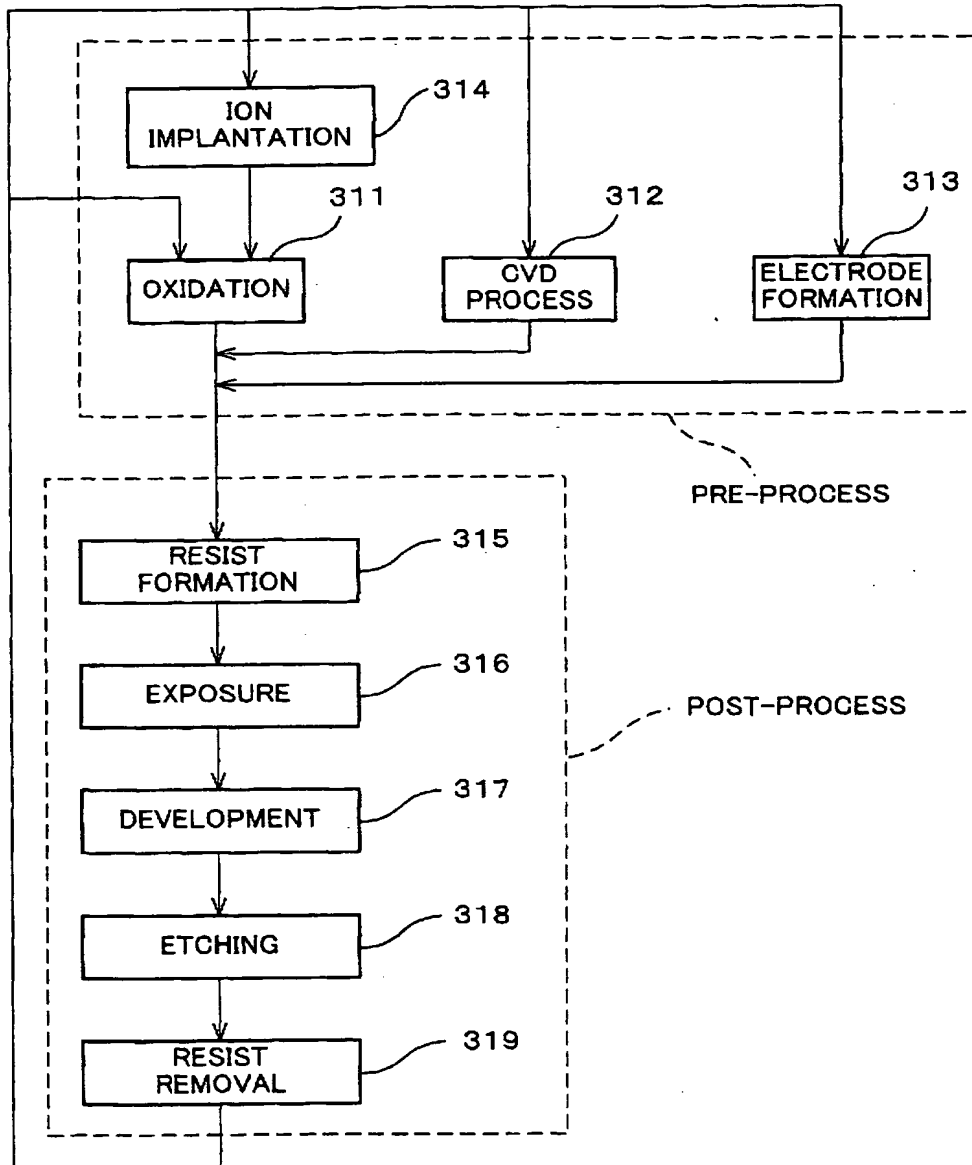 314
ION
IMPLANTATION
311
312
313
OXIDATION
CVD
PROCESS
ELECTRODE
FORMATION
PRE-PROCESS
315
RESIST
FORMATION
316
EXPOSURE
POST-PROCESS
317
DEVELOPMENT
318
ETCHING
319
RESIST
REMOVAL